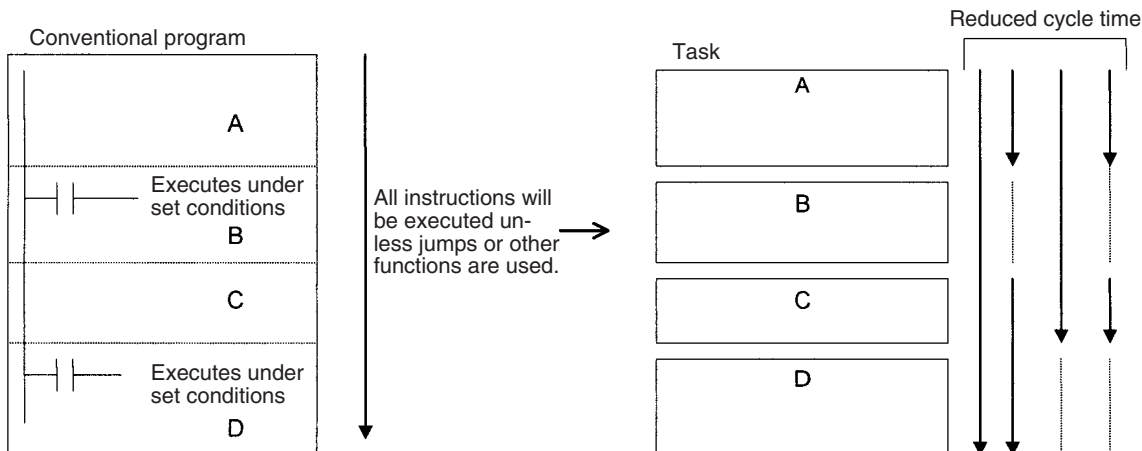 Conventional program
A
Executes under
set conditions
B
C
Executes under
set conditions
D
All instructions will
be executed un-
less jumps or other
functions are used.
Reduced cycle time
Task
A
B
C
D